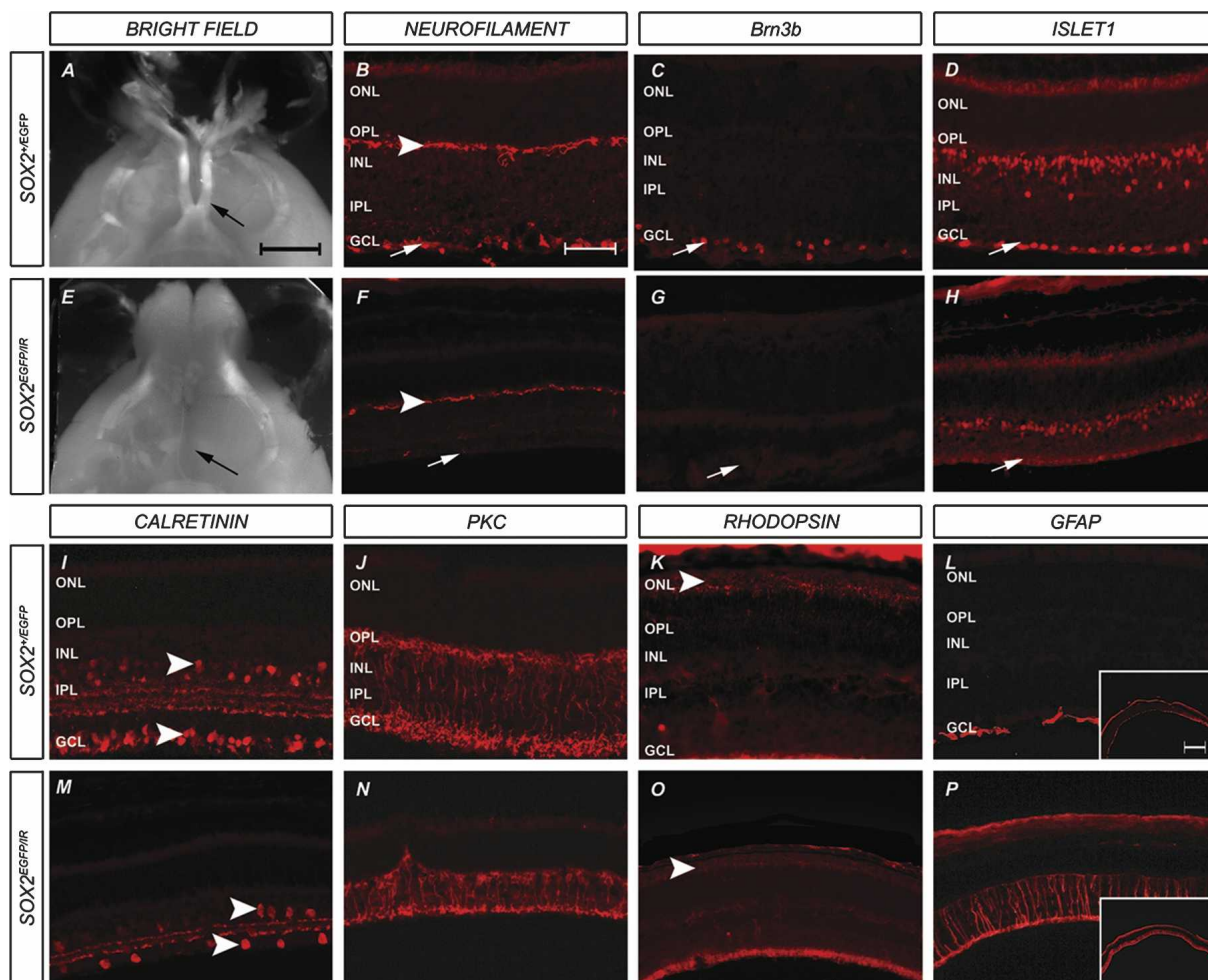 BRIGHT FIELD NEUROFILAMENT Brn3b ISLET1
SOX2+/EGFP
A B C D
ONL ONL ONL
OPL OPL OPL
INL INL INL
IPL IPL IPL
GCL GCL GCL
SOX2EGFP/IR
E F G H
CALRETININ PKC RHODOPSIN GFAP
SOX2+/EGFP
I J K L
ONL ONL ONL ONL
OPL OPL OPL OPL
INL INL INL INL
IPL IPL IPL IPL
GCL GCL GCL GCL
SOX2EGFP/IR
M N O P